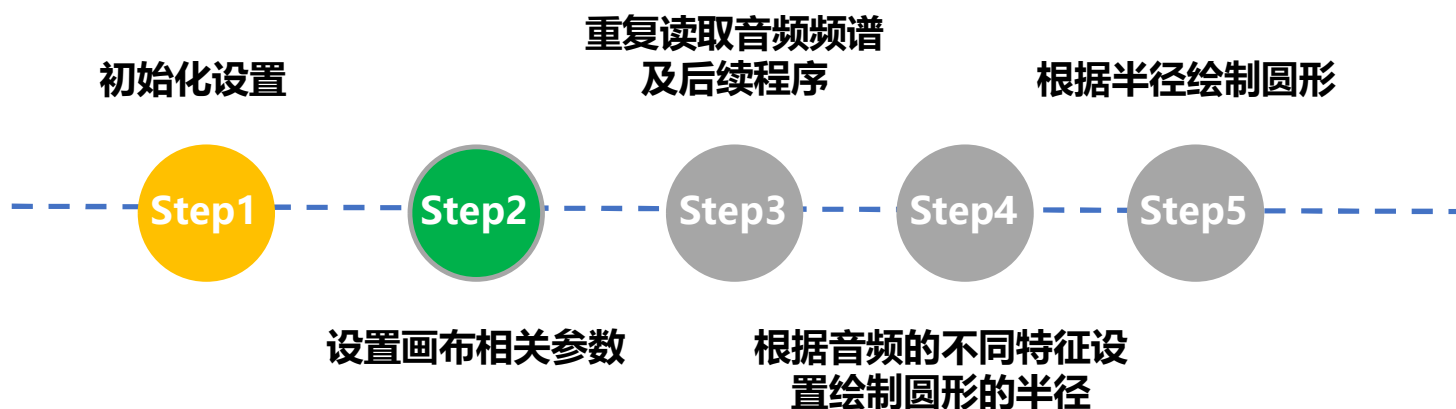 重复读取音频频谱
及后续程序
初始化设置
根据半径绘制圆形
Step1
Step2
Step3
Step4
Step5
设置画布相关参数
根据音频的不同特征设
置绘制圆形的半径